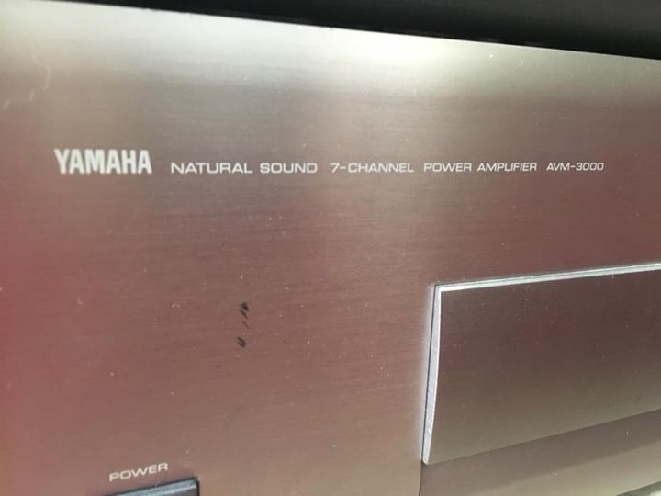 YAMAHA NATURAL SOUND 7-CHANNEL POWER AMPLIFIER AVM-3000
POWER